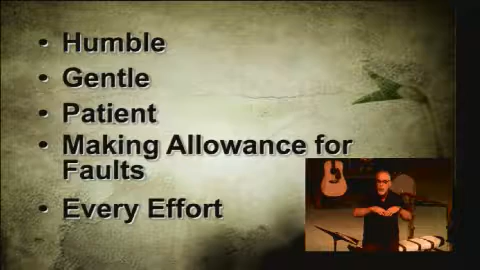 • Humble
• Gentle
• Patient
• Making Allowance for
Faults
• Every Effort